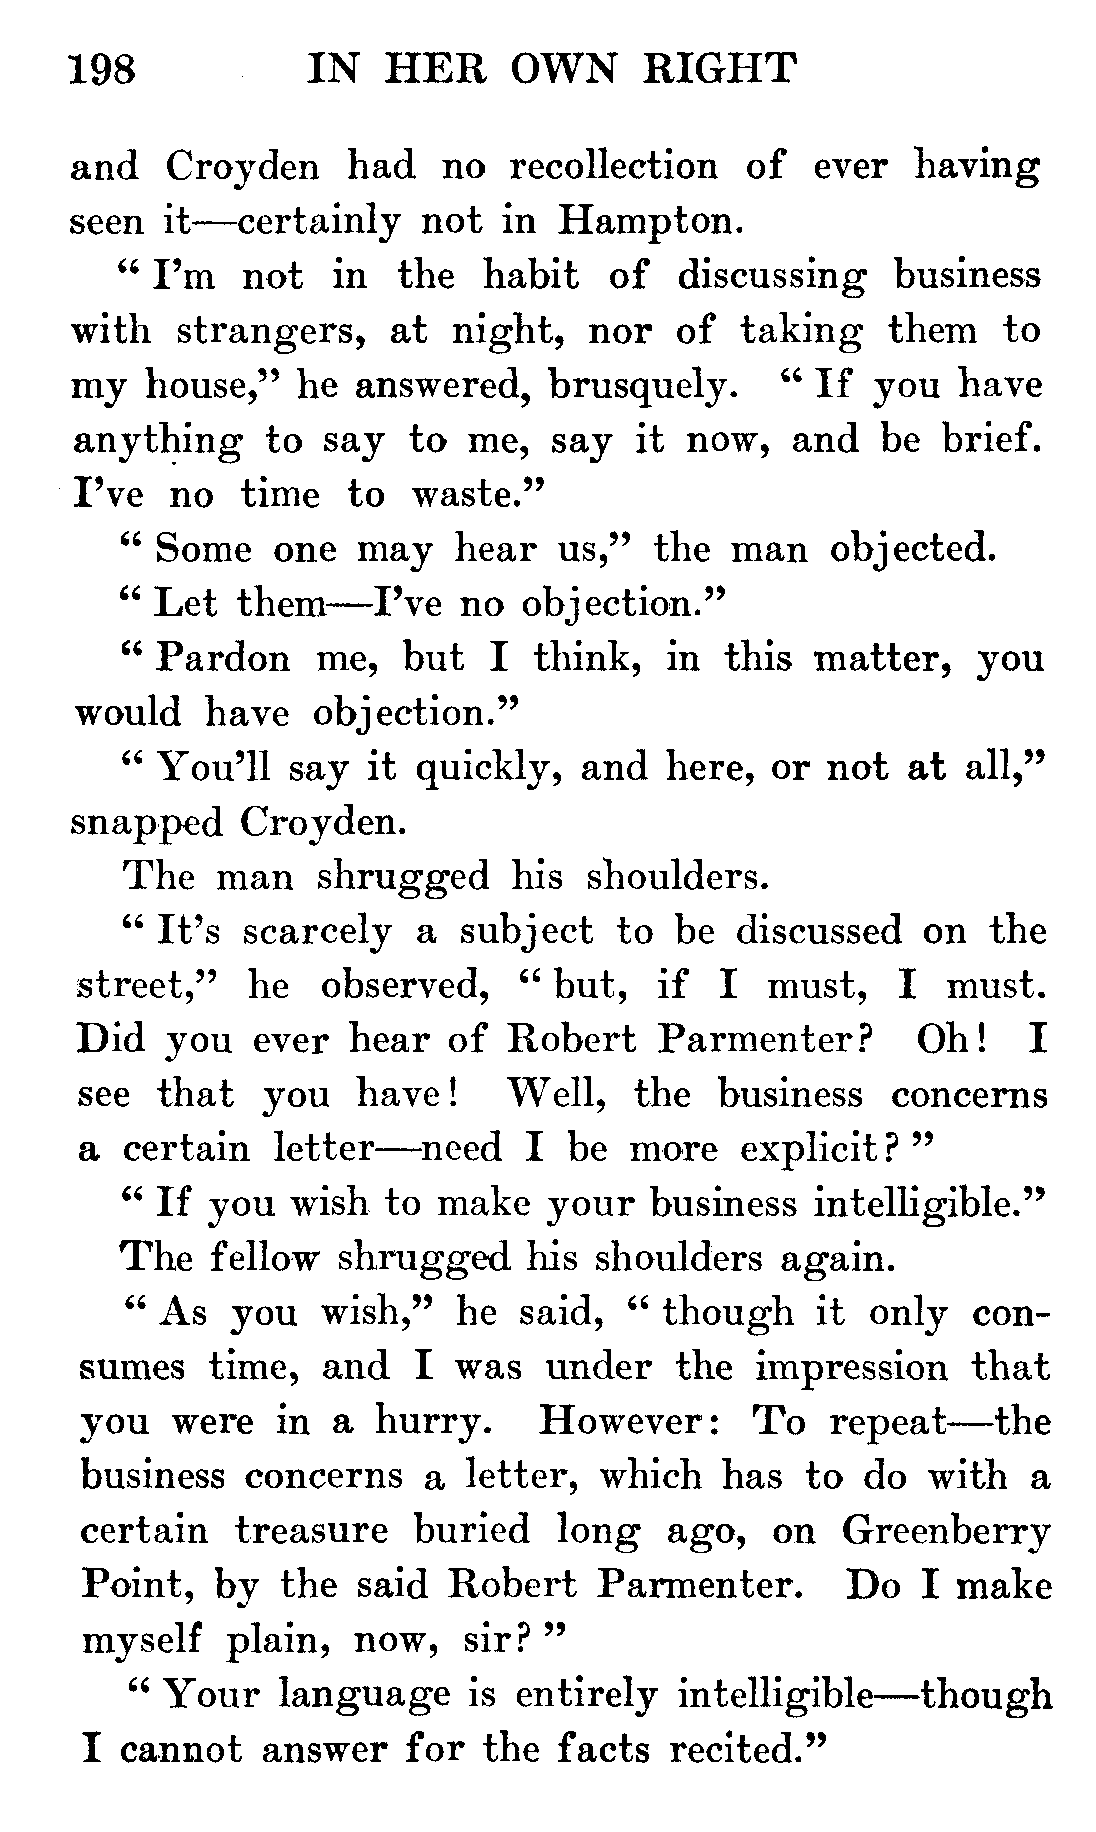 198 IN HER OWN RIGHT
and Croyden had no recollection of ever having
seen it—certainly not in Hampton.
“ I’m not in the habit of discussing business
with strangers, at night, nor of taking them to
my house,” he answered, brusquely. “ If you have
anything to say to me, say it now, and be brief.
I’ve no time to waste.”
“ Some one may hear us,” the man objected.
“ Let them—I’ve no objection.”
“ Pardon me, but I think, in this matter, you
would have objection.”
“ You’ll say it quickly, and here, or not at all,”
snapped Croyden.
The man shrugged his shoulders.
“ It’s scarcely a subject to be discussed on the
street,” he observed, “ but, if I must, I must.
Did you ever hear of Robert Parmenter? Oh! I
see that you have! Well, the business concerns
a certain letter—need I be more explicit? ”
“ If you wish to make your business intelligible.”
The fellow shrugged his shoulders again.
“ As you wish,” he said, “ though it only con-
sumes time, and I was under the impression that
you were in a hurry. However: To repeat—the
business concerns a letter, which has to do with a
certain treasure buried long ago, on Greenberry
Point, by the said Robert Parmenter. Do I make
myself plain, now, sir? ”
“ Your language is entirely intelligible—though
I cannot answer for the facts recited.”